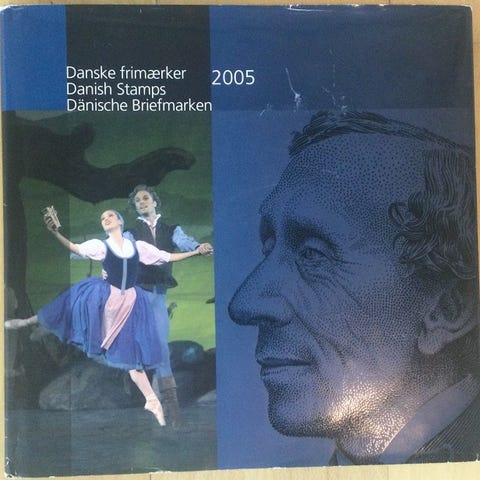 Danske frimærker
Danish Stamps
Dänische Briefmarken
2005